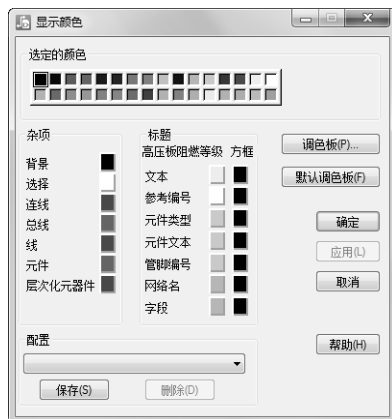 显示颜色
选定的颜色
杂项
背景
选择
连线
总线
线
元件
层次化元器件
标题
高压板阻燃等级 方框
文本
参考编号
元件类型
元件文本
管脚编号
网络名
字段
调色板(P)...
默认调色板(F)
确定
应用(L)
取消
配置
保存(S)
删除(D)
帮助(H)